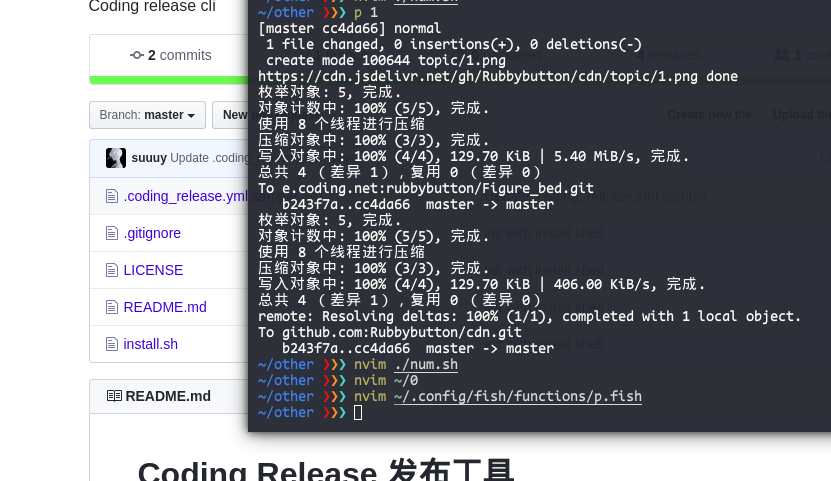 Coding release cli
~/other ❯❯❯ p 1
[master cc4da66] normal
1 file changed, 0 insertions(+), 0 deletions(-)
create mode 100644 topic/1.png
https://cdn.jsdelivr.net/gh/Rubbybutton/cdn/topic/1.png done
枚举对象: 5, 完成.
对象计数中: 100% (5/5), 完成.
使用 8 个线程进行压缩
压缩对象中: 100% (3/3), 完成.
写入对象中: 100% (4/4), 129.70 KiB | 5.40 MiB/s, 完成.
总共 4 （差异 1），复用 0 （差异 0）
To e.coding.net:rubbybutton/Figure_bed.git
b243f7a..cc4da66 master -> master
枚举对象: 5, 完成.
对象计数中: 100% (5/5), 完成.
使用 8 个线程进行压缩
压缩对象中: 100% (3/3), 完成.
写入对象中: 100% (4/4), 129.70 KiB | 406.00 KiB/s, 完成.
总共 4 （差异 1），复用 0 （差异 0）
remote: Resolving deltas: 100% (1/1), completed with 1 local object.
To github.com:Rubbybutton/cdn.git
b243f7a..cc4da66 master -> master
~/other ❯❯❯ nvim ./num.sh
~/other ❯❯❯ nvim ~/0
~/other ❯❯❯ nvim ~/.config/fish/functions/p.fish
~/other ❯❯❯
2 commits
4 releases
Branch: master
New
Create new file
Upload
suuuy Update .coding
.coding_release.yml
.gitignore
LICENSE
README.md
install.sh
README.md
Coding Release 发布工具